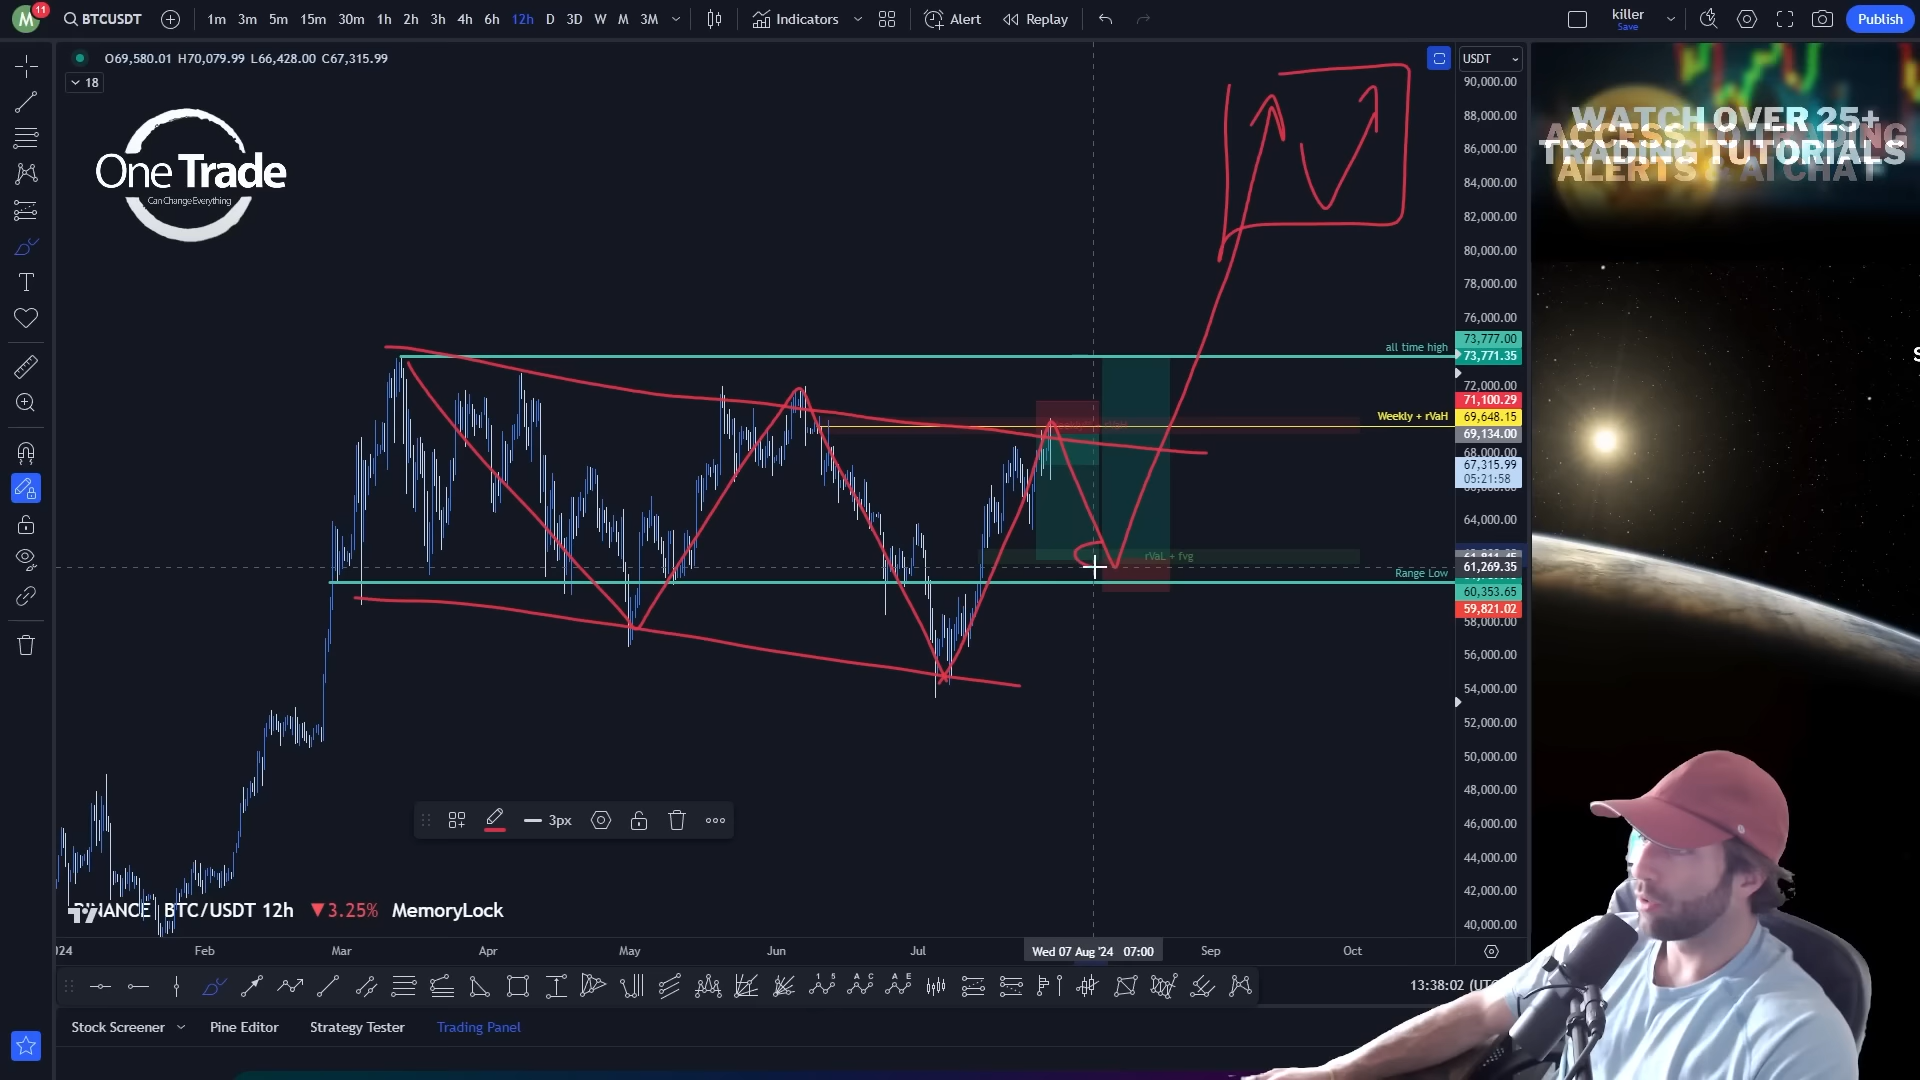 M
11
BTCUSDT
1m 3m 5m 15m 30m 1h 2h 3h 4h 6h 12h D 3D W M 3M
Indicators
Alert
Replay
killer
Save
Publish
O69,580.01 H70,079.99 L66,428.00 C67,315.99
18
One Trade
Can Change Everything
USDT
90,000.00
88,000.00
86,000.00
84,000.00
82,000.00
80,000.00
78,000.00
76,000.00
all time high
73,777.00
73,771.35
72,000.00
71,100.29
Weekly + rVaH
69,648.15
69,134.00
68,000.00
67,315.99
05:21:58
64,000.00
rVaL + fvg
61,269.35
Range Low
60,353.65
59,821.02
58,000.00
56,000.00
54,000.00
52,000.00
50,000.00
48,000.00
46,000.00
44,000.00
42,000.00
40,000.00
3px
BTC/USDT 12h ▼3.25% MemoryLock
Feb Mar Apr May Jun Jul Wed 07 Aug '24 07:00 Sep Oct
13:38:02
Stock Screener
Pine Editor
Strategy Tester
Trading Panel
WATCH OVER 25+
TRADING TUTORIALS
ACCESS TO TRADING
ALERTS & AI CHAT